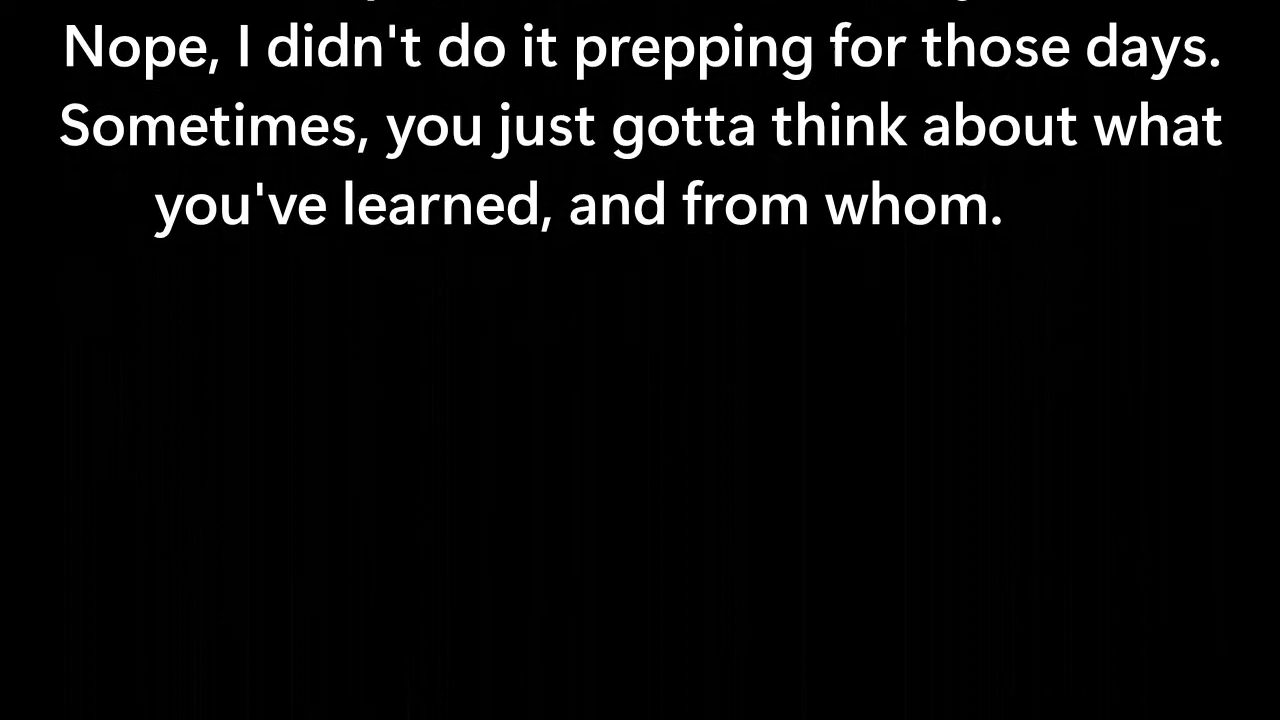 Nope, I didn't do it prepping for those days.
Sometimes, you just gotta think about what
you've learned, and from whom.